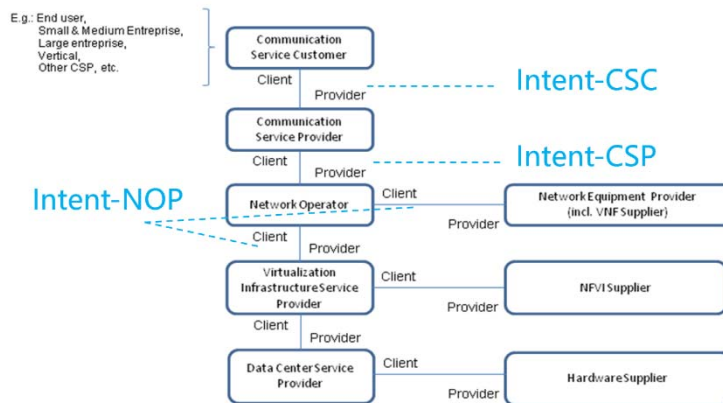 E.g.: End user,
Small & Medium Entreprise,
Large entreprise,
Vertical,
Other CSP, etc.
Communication
Service Customer
Client
Provider
Intent-CSC
Communication
Service Provider
Client
Provider
Intent-CSP
Intent-NOP
Network Operator
Client
Provider
Network Equipment Provider
(incl. VNF Supplier)
Client
Provider
Virtualization
Infrastructure Service
Provider
Client
Provider
NFVI Supplier
Client
Provider
Data Center Service
Provider
Client
Provider
Hardware Supplier